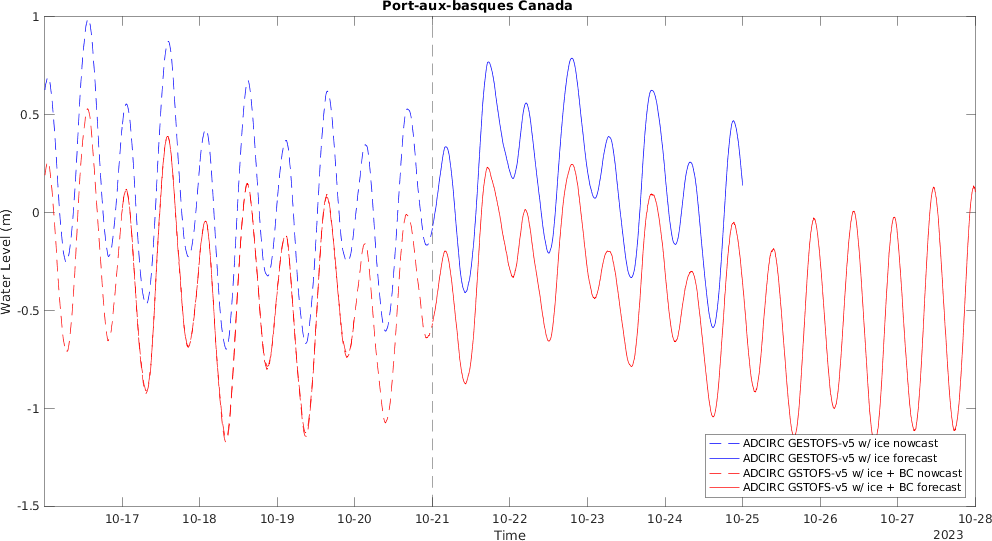 Port-aux-basques Canada
Water Level (m)
1
0.5
0
-0.5
-1
-1.5
10-17 10-18 10-19 10-20 10-21 10-22 10-23 10-24 10-25 10-26 10-27 10-28
Time
2023
ADCIRC GESTOFS-v5 w/ ice nowcast
ADCIRC GESTOFS-v5 w/ ice forecast
ADCIRC GSTOFS-v5 w/ ice + BC nowcast
ADCIRC GSTOFS-v5 w/ ice + BC forecast